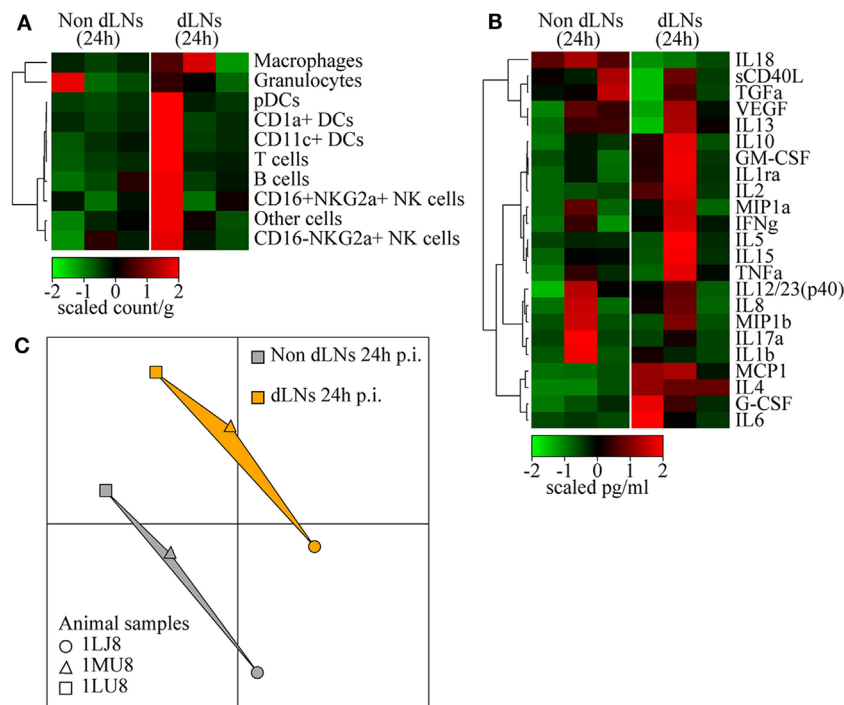 A
Non dLNs
(24h)
dLNs
(24h)
Macrophages
Granulocytes
pDCs
CD1a+ DCs
CD11c+ DCs
T cells
B cells
CD16+NKG2a+ NK cells
Other cells
CD16-NKG2a+ NK cells
-2 -1 0 1 2
scaled count/g
B
Non dLNs
(24h)
dLNs
(24h)
IL18
sCD40L
TGFa
VEGF
IL13
IL10
GM-CSF
IL1ra
IL2
MIP1a
IFNg
IL5
IL15
TNFa
IL12/23(p40)
IL8
MIP1b
IL17a
IL1b
MCP1
IL4
G-CSF
IL6
-2 -1 0 1 2
scaled pg/ml
C
Non dLNs 24h p.i.
dLNs 24h p.i.
Animal samples
1LJ8
1MU8
1LU8